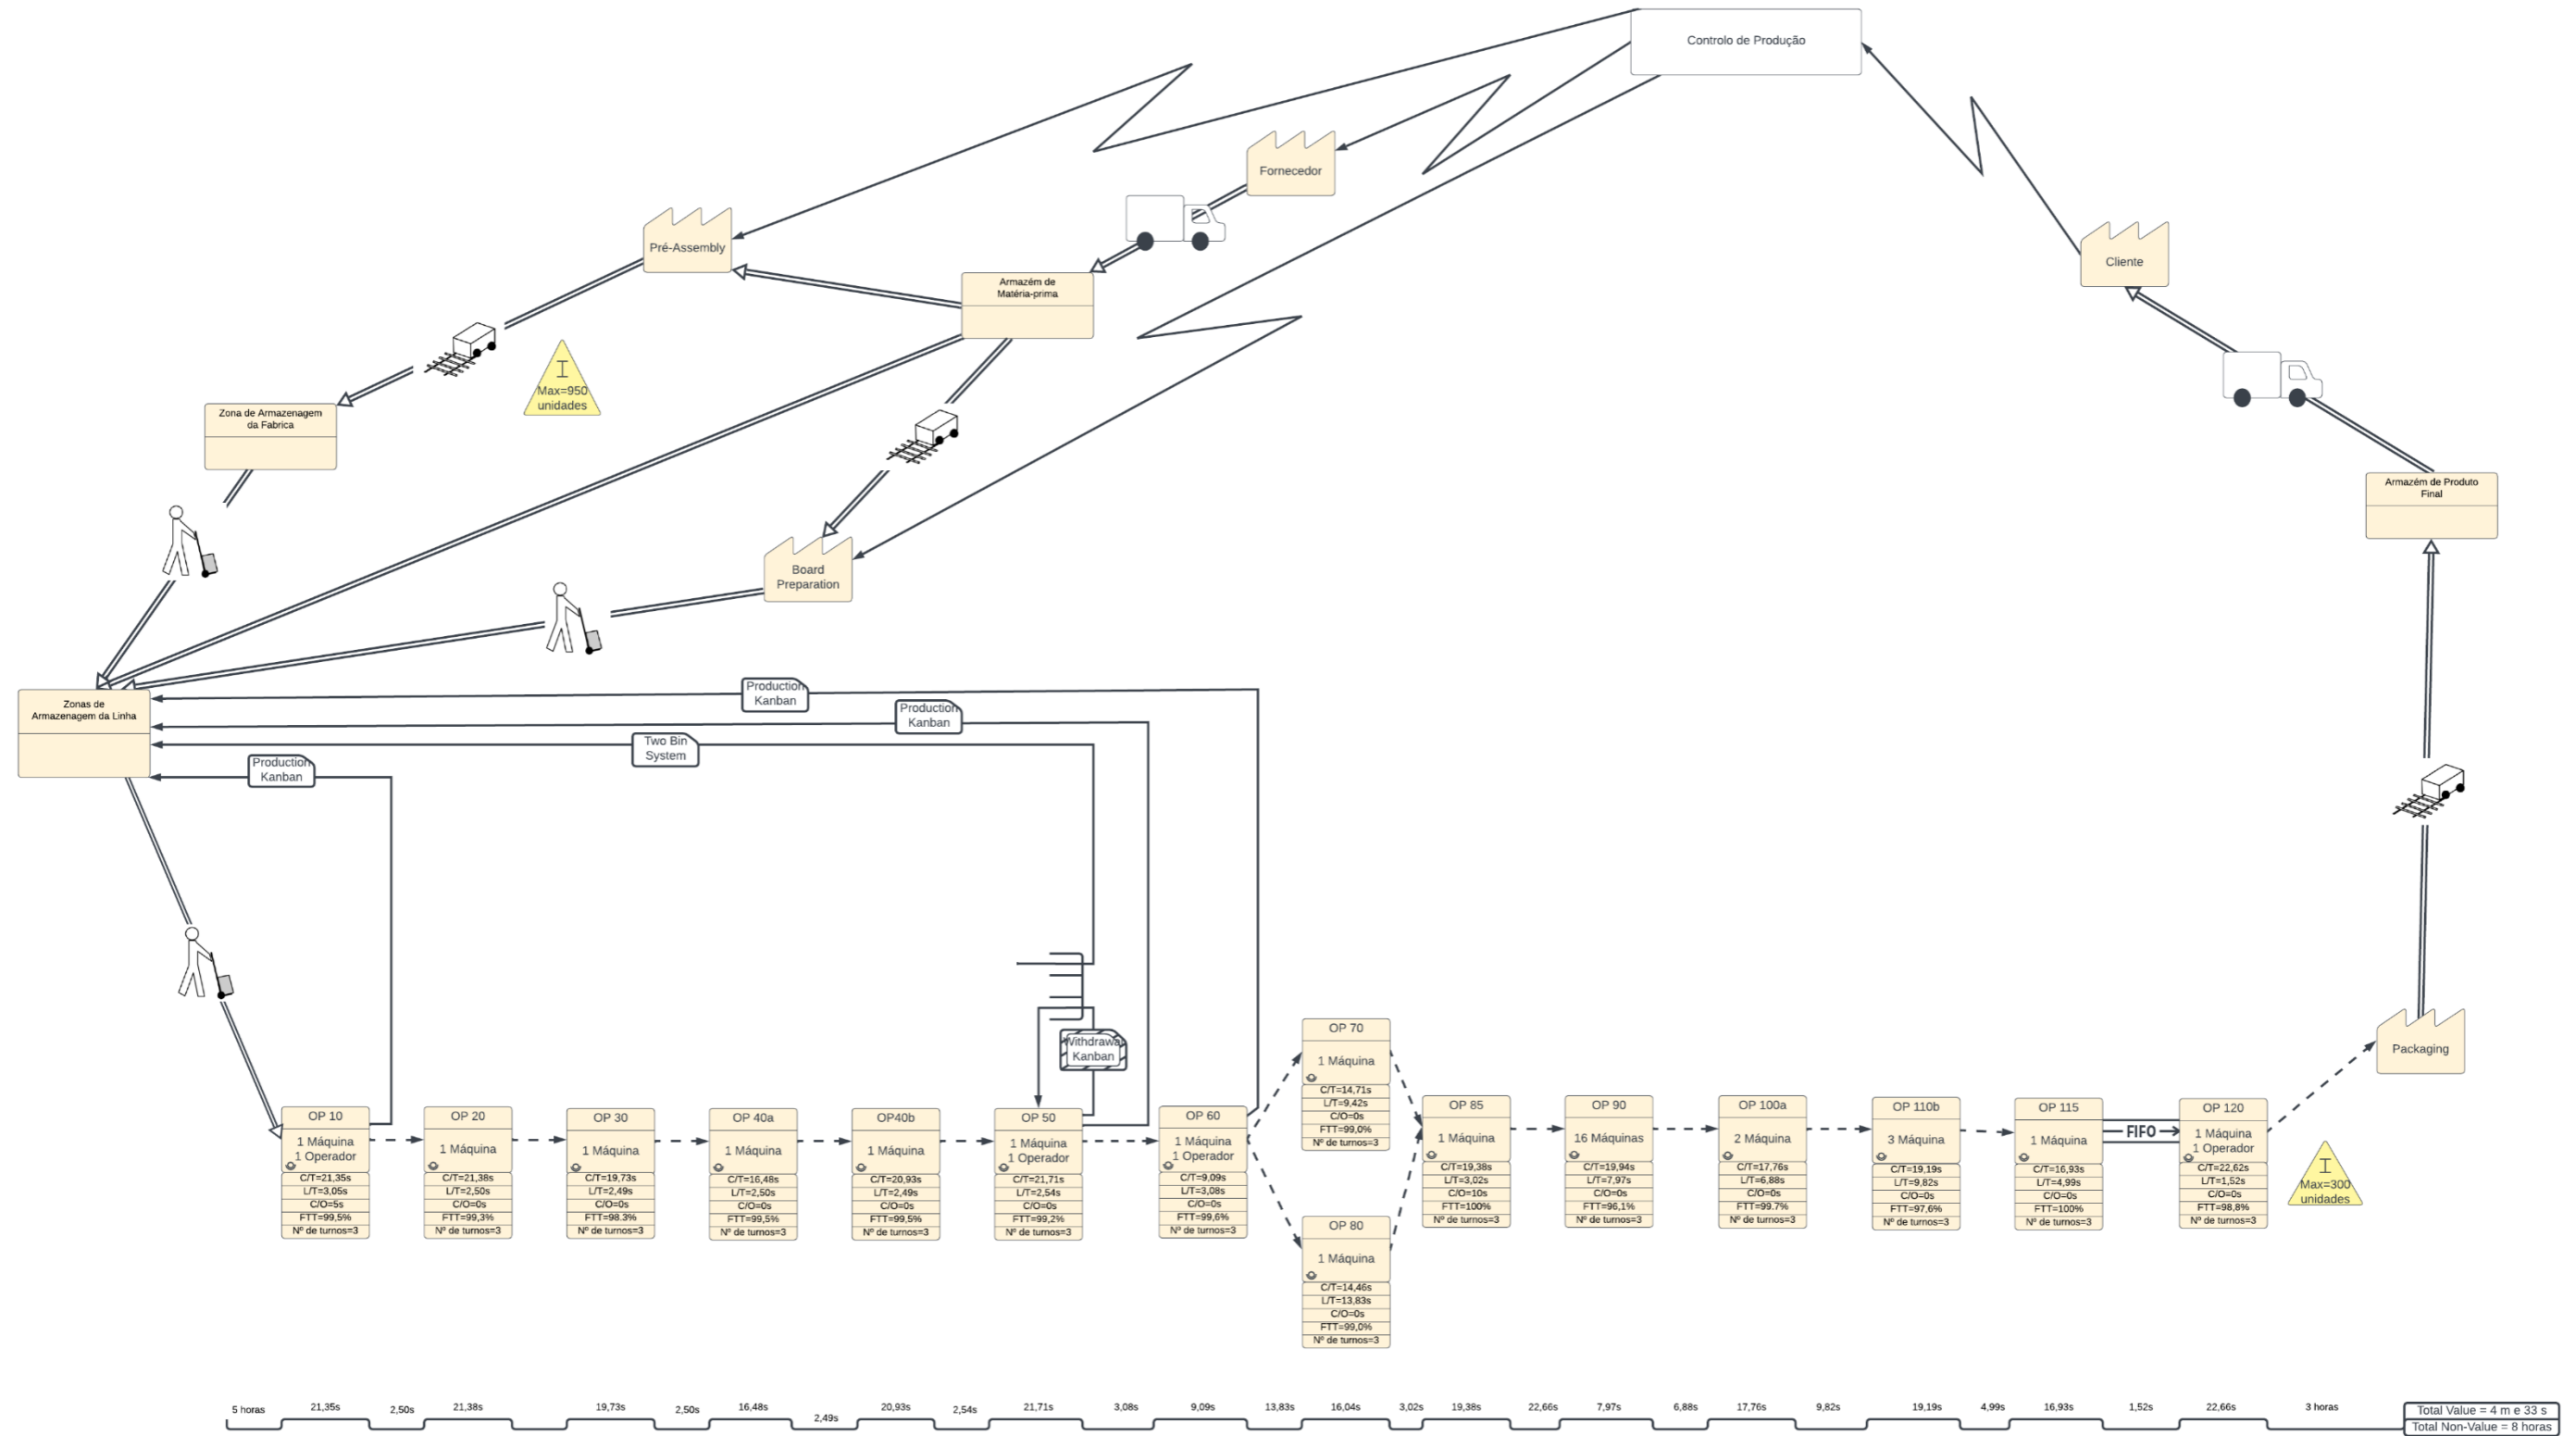 Controlo de Produção
Fornecedor
Pré-Assembly
Cliente
Armazém de
Matéria-prima
I
Max=950
unidades
Zona de Armazenagem
da Fabrica
Armazém de Produto
Final
Board
Preparation
Zonas de
Armazenagem da Linha
Production
Kanban
Production
Kanban
Two Bin
System
Production
Kanban
Withdrawa
Kanban
Packaging
I
Max=300
unidades
OP 10
1 Máquina
1 Operador
C/T=21,35s
L/T=3,05s
C/O=5s
FTT=99,5%
Nº de turnos=3
OP 20
1 Máquina
C/T=21,38s
L/T=2,50s
C/O=0s
FTT=99,3%
Nº de turnos=3
OP 30
1 Máquina
C/T=19,73s
L/T=2,49s
C/O=0s
FTT=98.3%
Nº de turnos=3
OP 40a
1 Máquina
C/T=16,48s
L/T=2,50s
C/O=0s
FTT=99,5%
Nº de turnos=3
OP40b
1 Máquina
C/T=20,93s
L/T=2,49s
C/O=0s
FTT=99,5%
Nº de turnos=3
OP 50
1 Máquina
1 Operador
C/T=21,71s
L/T=2,54s
C/O=0s
FTT=99,2%
Nº de turnos=3
OP 60
1 Máquina
1 Operador
C/T=9,09s
L/T=3,08s
C/O=0s
FTT=99,6%
Nº de turnos=3
OP 70
1 Máquina
C/T=14,71s
L/T=9,42s
C/O=0s
FTT=99,0%
Nº de turnos=3
OP 80
1 Máquina
C/T=14,46s
L/T=13,83s
C/O=0s
FTT=99,0%
Nº de turnos=3
OP 85
1 Máquina
C/T=19,38s
L/T=3,02s
C/O=10s
FTT=100%
Nº de turnos=3
OP 90
16 Máquinas
C/T=19,94s
L/T=7,97s
C/O=0s
FTT=96,1%
Nº de turnos=3
OP 100a
2 Máquina
C/T=17,76s
L/T=6,88s
C/O=0s
FTT=99.7%
Nº de turnos=3
OP 110b
3 Máquina
C/T=19,19s
L/T=9,82s
C/O=0s
FTT=97,6%
Nº de turnos=3
OP 115
1 Máquina
C/T=16,93s
L/T=4,99s
C/O=0s
FTT=100%
Nº de turnos=3
FIFO
OP 120
1 Máquina
1 Operador
C/T=22,62s
L/T=1,52s
C/O=0s
FTT=98,8%
Nº de turnos=3
5 horas
21,35s
2,50s
21,38s
19,73s
2,50s
16,48s
2,49s
20,93s
2,54s
21,71s
3,08s
9,09s
13,83s
16,04s
3,02s
19,38s
22,66s
7,97s
6,88s
17,76s
9,82s
19,19s
4,99s
16,93s
1,52s
22,66s
3 horas
Total Value = 4 m e 33 s
Total Non-Value = 8 horas